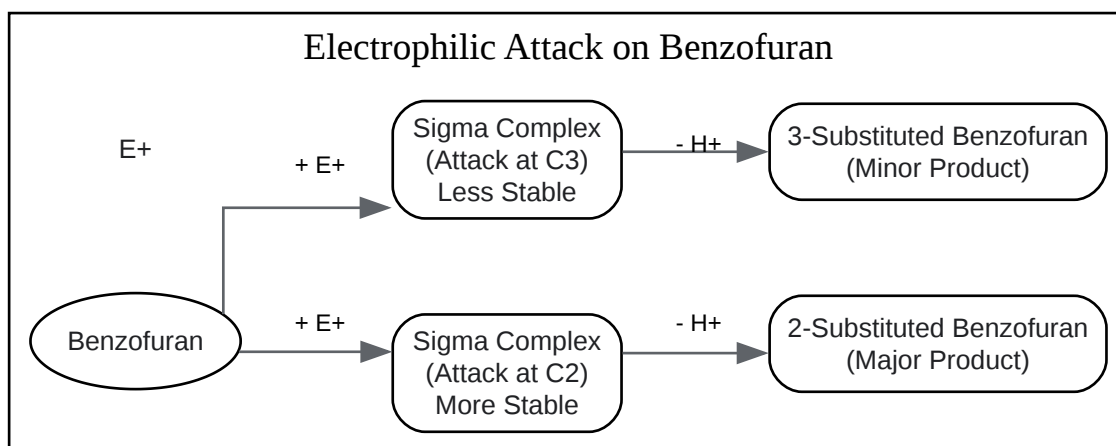 Electrophilic Attack on Benzofuran
E+
+ E+
Sigma Complex
(Attack at C3)
Less Stable
- H+
3-Substituted Benzofuran
(Minor Product)
Benzofuran
+ E+
Sigma Complex
(Attack at C2)
More Stable
- H+
2-Substituted Benzofuran
(Major Product)